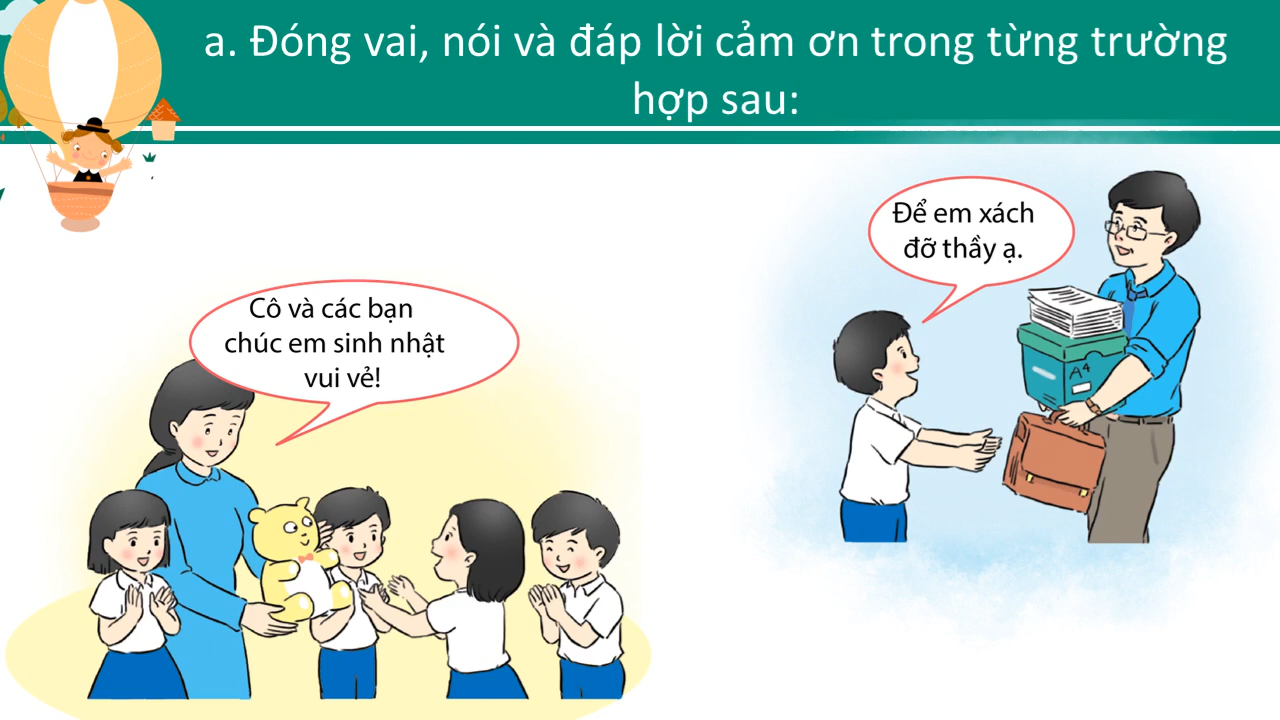 a. Đóng vai, nói và đáp lời cảm ơn trong từng trường
hợp sau:
Để em xách
đỡ thầy ạ.
Cô và các bạn
chúc em sinh nhật
vui vẻ!
A4